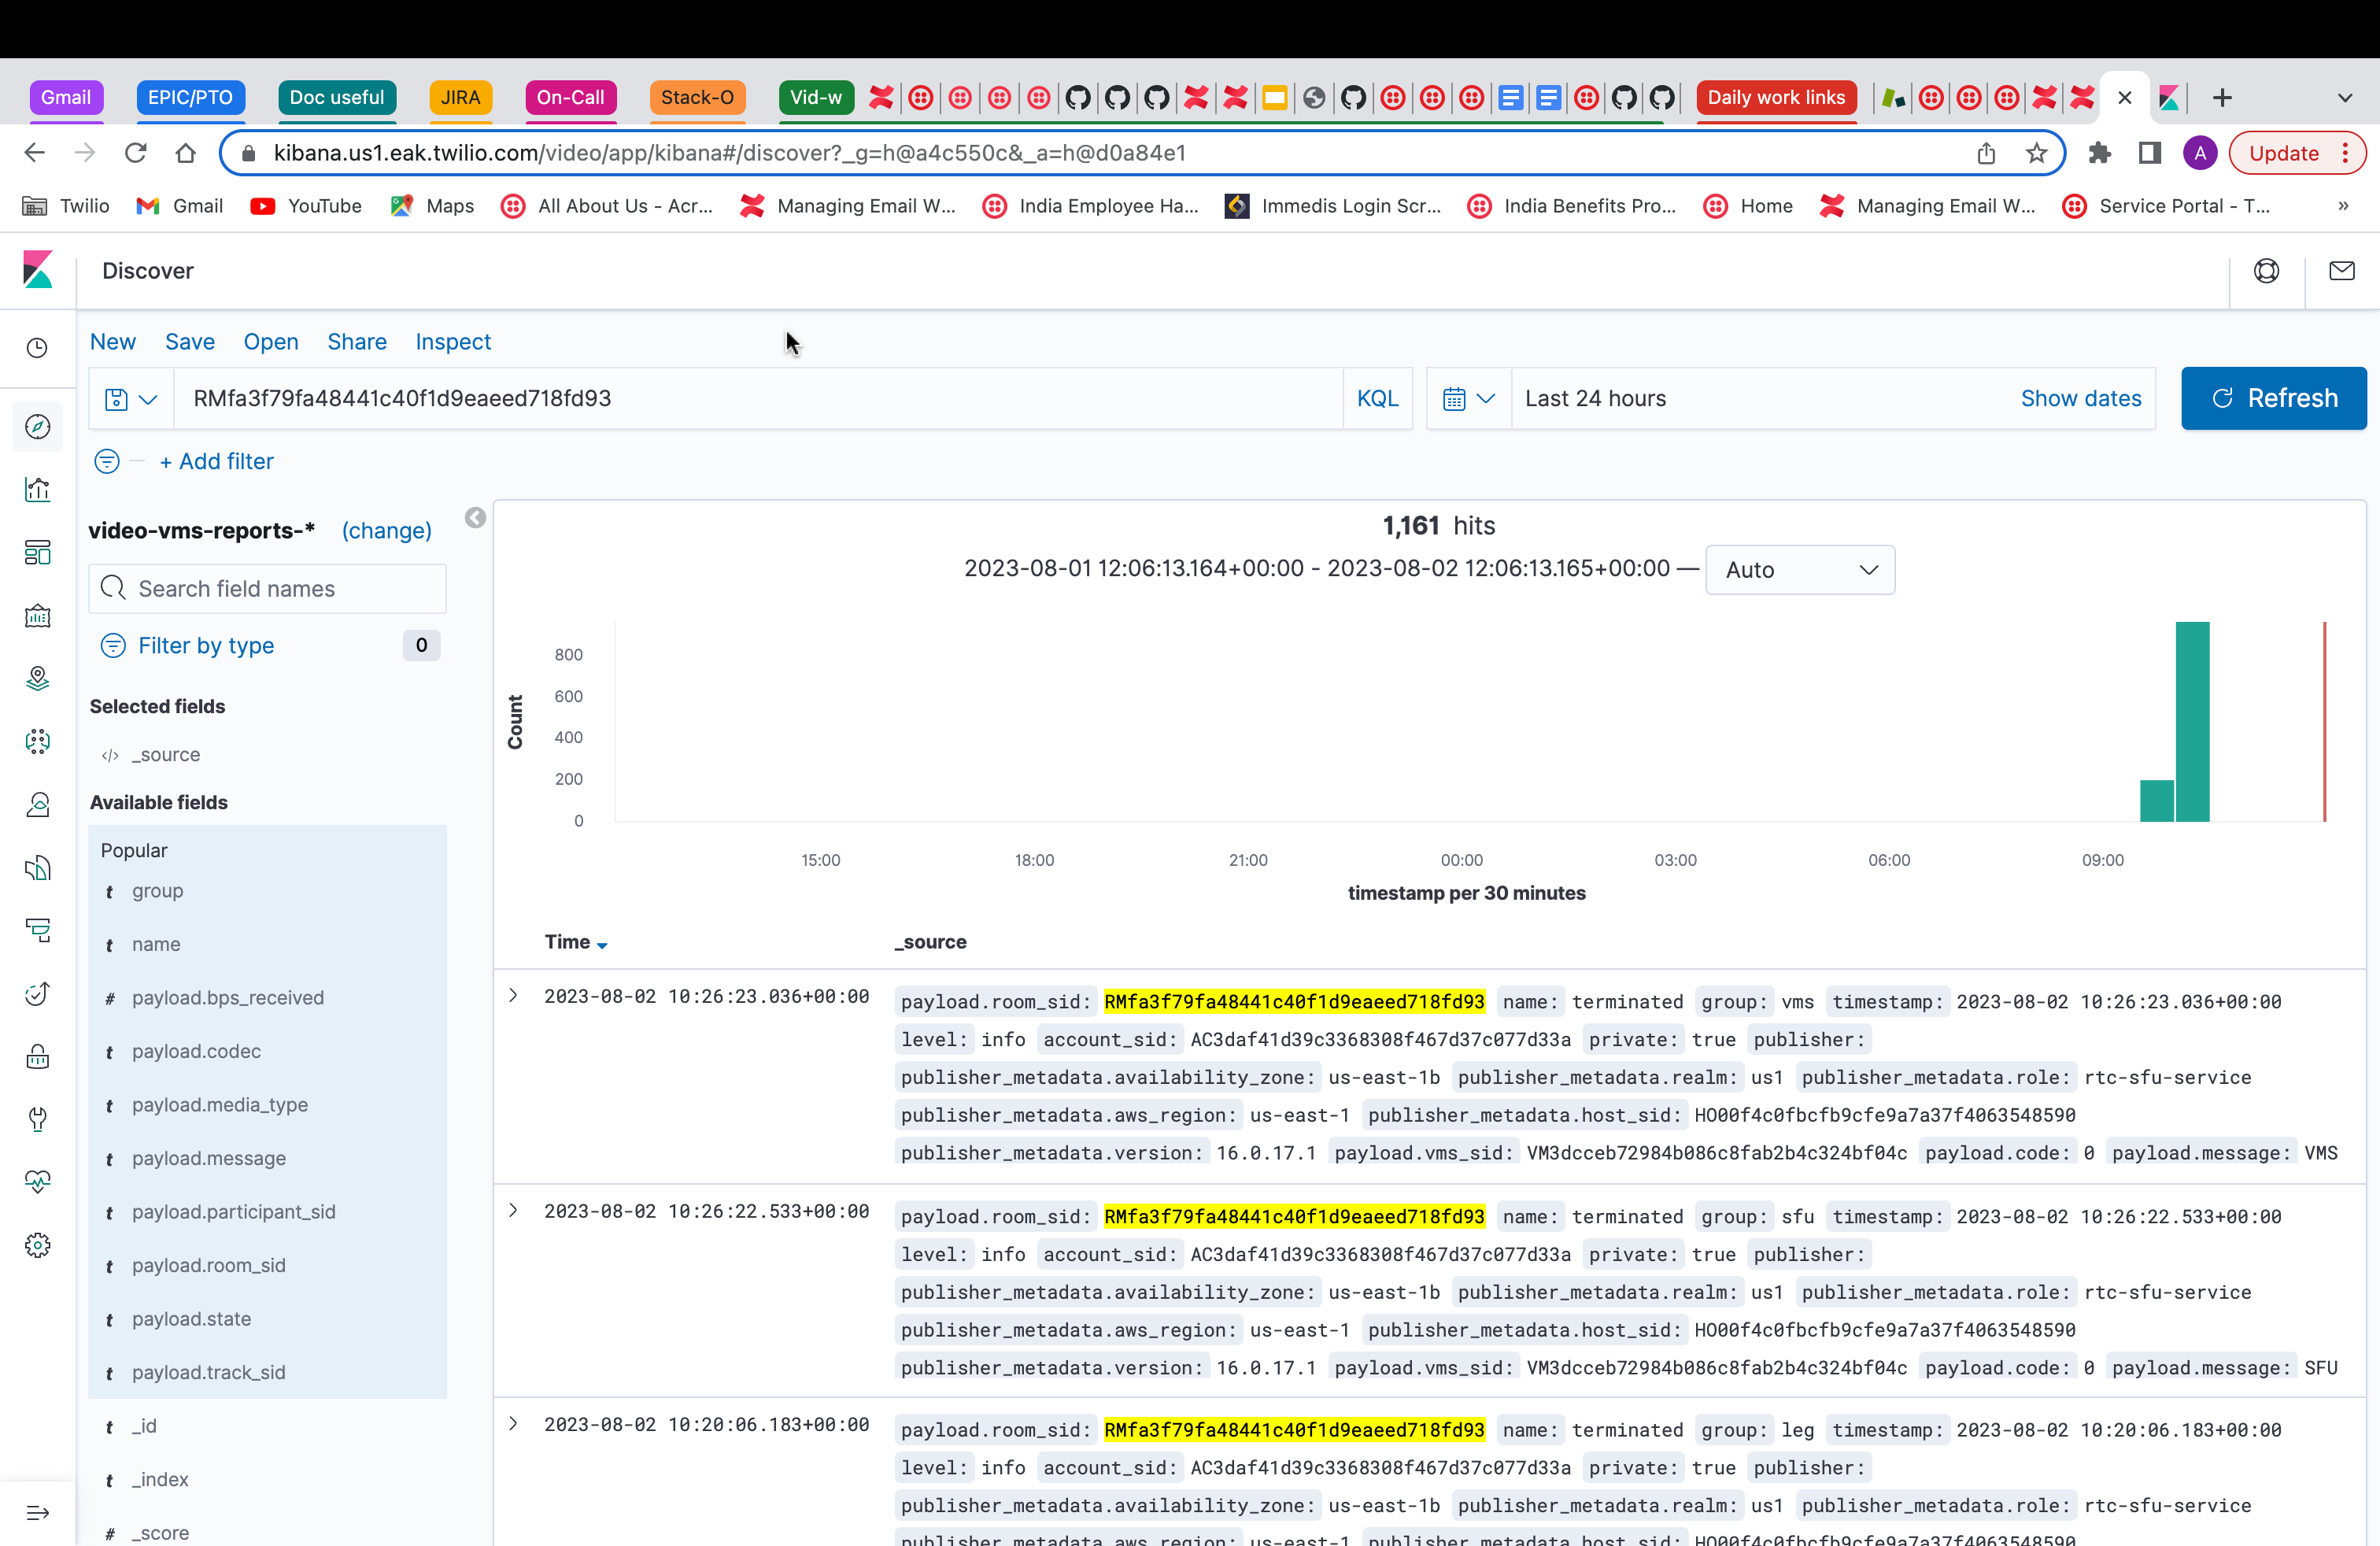 Gmail EPIC/PTO Doc useful JIRA On-Call Stack-O Vid-w Daily work links
kibana.us1.eak.twilio.com/video/app/kibana#/discover?_g=h@a4c550c&_a=h@d0a84e1 A Update
Twilio Gmail YouTube Maps All About Us - Acr... Managing Email W... India Employee Ha... Immedis Login Scr... India Benefits Pro... Home Managing Email W... Service Portal - T... »
Discover
New Save Open Share Inspect
RMfa3f79fa48441c40f1d9eaeed718fd93 KQL Last 24 hours Show dates Refresh
+ Add filter
video-vms-reports-* (change)
Search field names
Filter by type 0
Selected fields
</> _source
Available fields
Popular
t group
t name
# payload.bps_received
t payload.codec
t payload.media_type
t payload.message
t payload.participant_sid
t payload.room_sid
t payload.state
t payload.track_sid
t _id
t _index
# _score
1,161 hits
2023-08-01 12:06:13.164+00:00 - 2023-08-02 12:06:13.165+00:00 — Auto
Count
800
600
400
200
0
15:00 18:00 21:00 00:00 03:00 06:00 09:00
timestamp per 30 minutes
Time _source
2023-08-02 10:26:23.036+00:00 payload.room_sid: RMfa3f79fa48441c40f1d9eaeed718fd93 name: terminated group: vms timestamp: 2023-08-02 10:26:23.036+00:00
level: info account_sid: AC3daf41d39c3368308f467d37c077d33a private: true publisher:
publisher_metadata.availability_zone: us-east-1b publisher_metadata.realm: us1 publisher_metadata.role: rtc-sfu-service
publisher_metadata.aws_region: us-east-1 publisher_metadata.host_sid: HO00f4c0fbcfb9cfe9a7a37f4063548590
publisher_metadata.version: 16.0.17.1 payload.vms_sid: VM3dcceb72984b086c8fab2b4c324bf04c payload.code: 0 payload.message: VMS
2023-08-02 10:26:22.533+00:00 payload.room_sid: RMfa3f79fa48441c40f1d9eaeed718fd93 name: terminated group: sfu timestamp: 2023-08-02 10:26:22.533+00:00
level: info account_sid: AC3daf41d39c3368308f467d37c077d33a private: true publisher:
publisher_metadata.availability_zone: us-east-1b publisher_metadata.realm: us1 publisher_metadata.role: rtc-sfu-service
publisher_metadata.aws_region: us-east-1 publisher_metadata.host_sid: HO00f4c0fbcfb9cfe9a7a37f4063548590
publisher_metadata.version: 16.0.17.1 payload.vms_sid: VM3dcceb72984b086c8fab2b4c324bf04c payload.code: 0 payload.message: SFU
2023-08-02 10:20:06.183+00:00 payload.room_sid: RMfa3f79fa48441c40f1d9eaeed718fd93 name: terminated group: leg timestamp: 2023-08-02 10:20:06.183+00:00
level: info account_sid: AC3daf41d39c3368308f467d37c077d33a private: true publisher:
publisher_metadata.availability_zone: us-east-1b publisher_metadata.realm: us1 publisher_metadata.role: rtc-sfu-service
publisher_metadata.aws_region: us-east-1 publisher_metadata.host_sid: HO00f4c0fbcfb9cfe9a7a37f4063548590